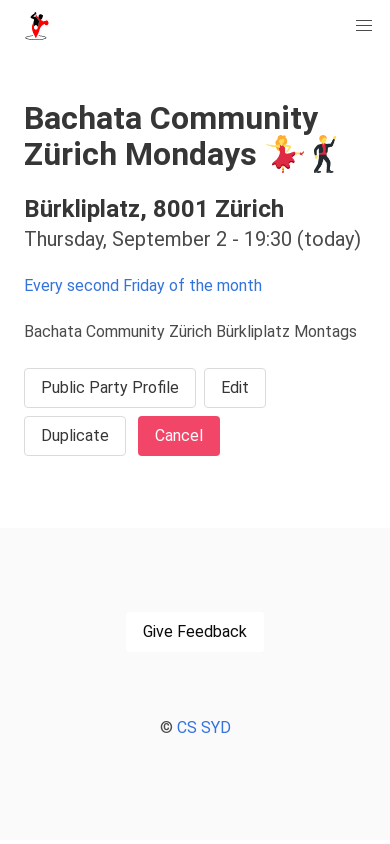 Bachata Community
Zürich Mondays 💃🕺
Bürkliplatz, 8001 Zürich
Thursday, September 2 - 19:30 (today)
Every second Friday of the month
Bachata Community Zürich Bürkliplatz Montags
Public Party Profile
Edit
Duplicate
Cancel
Give Feedback
© CS SYD